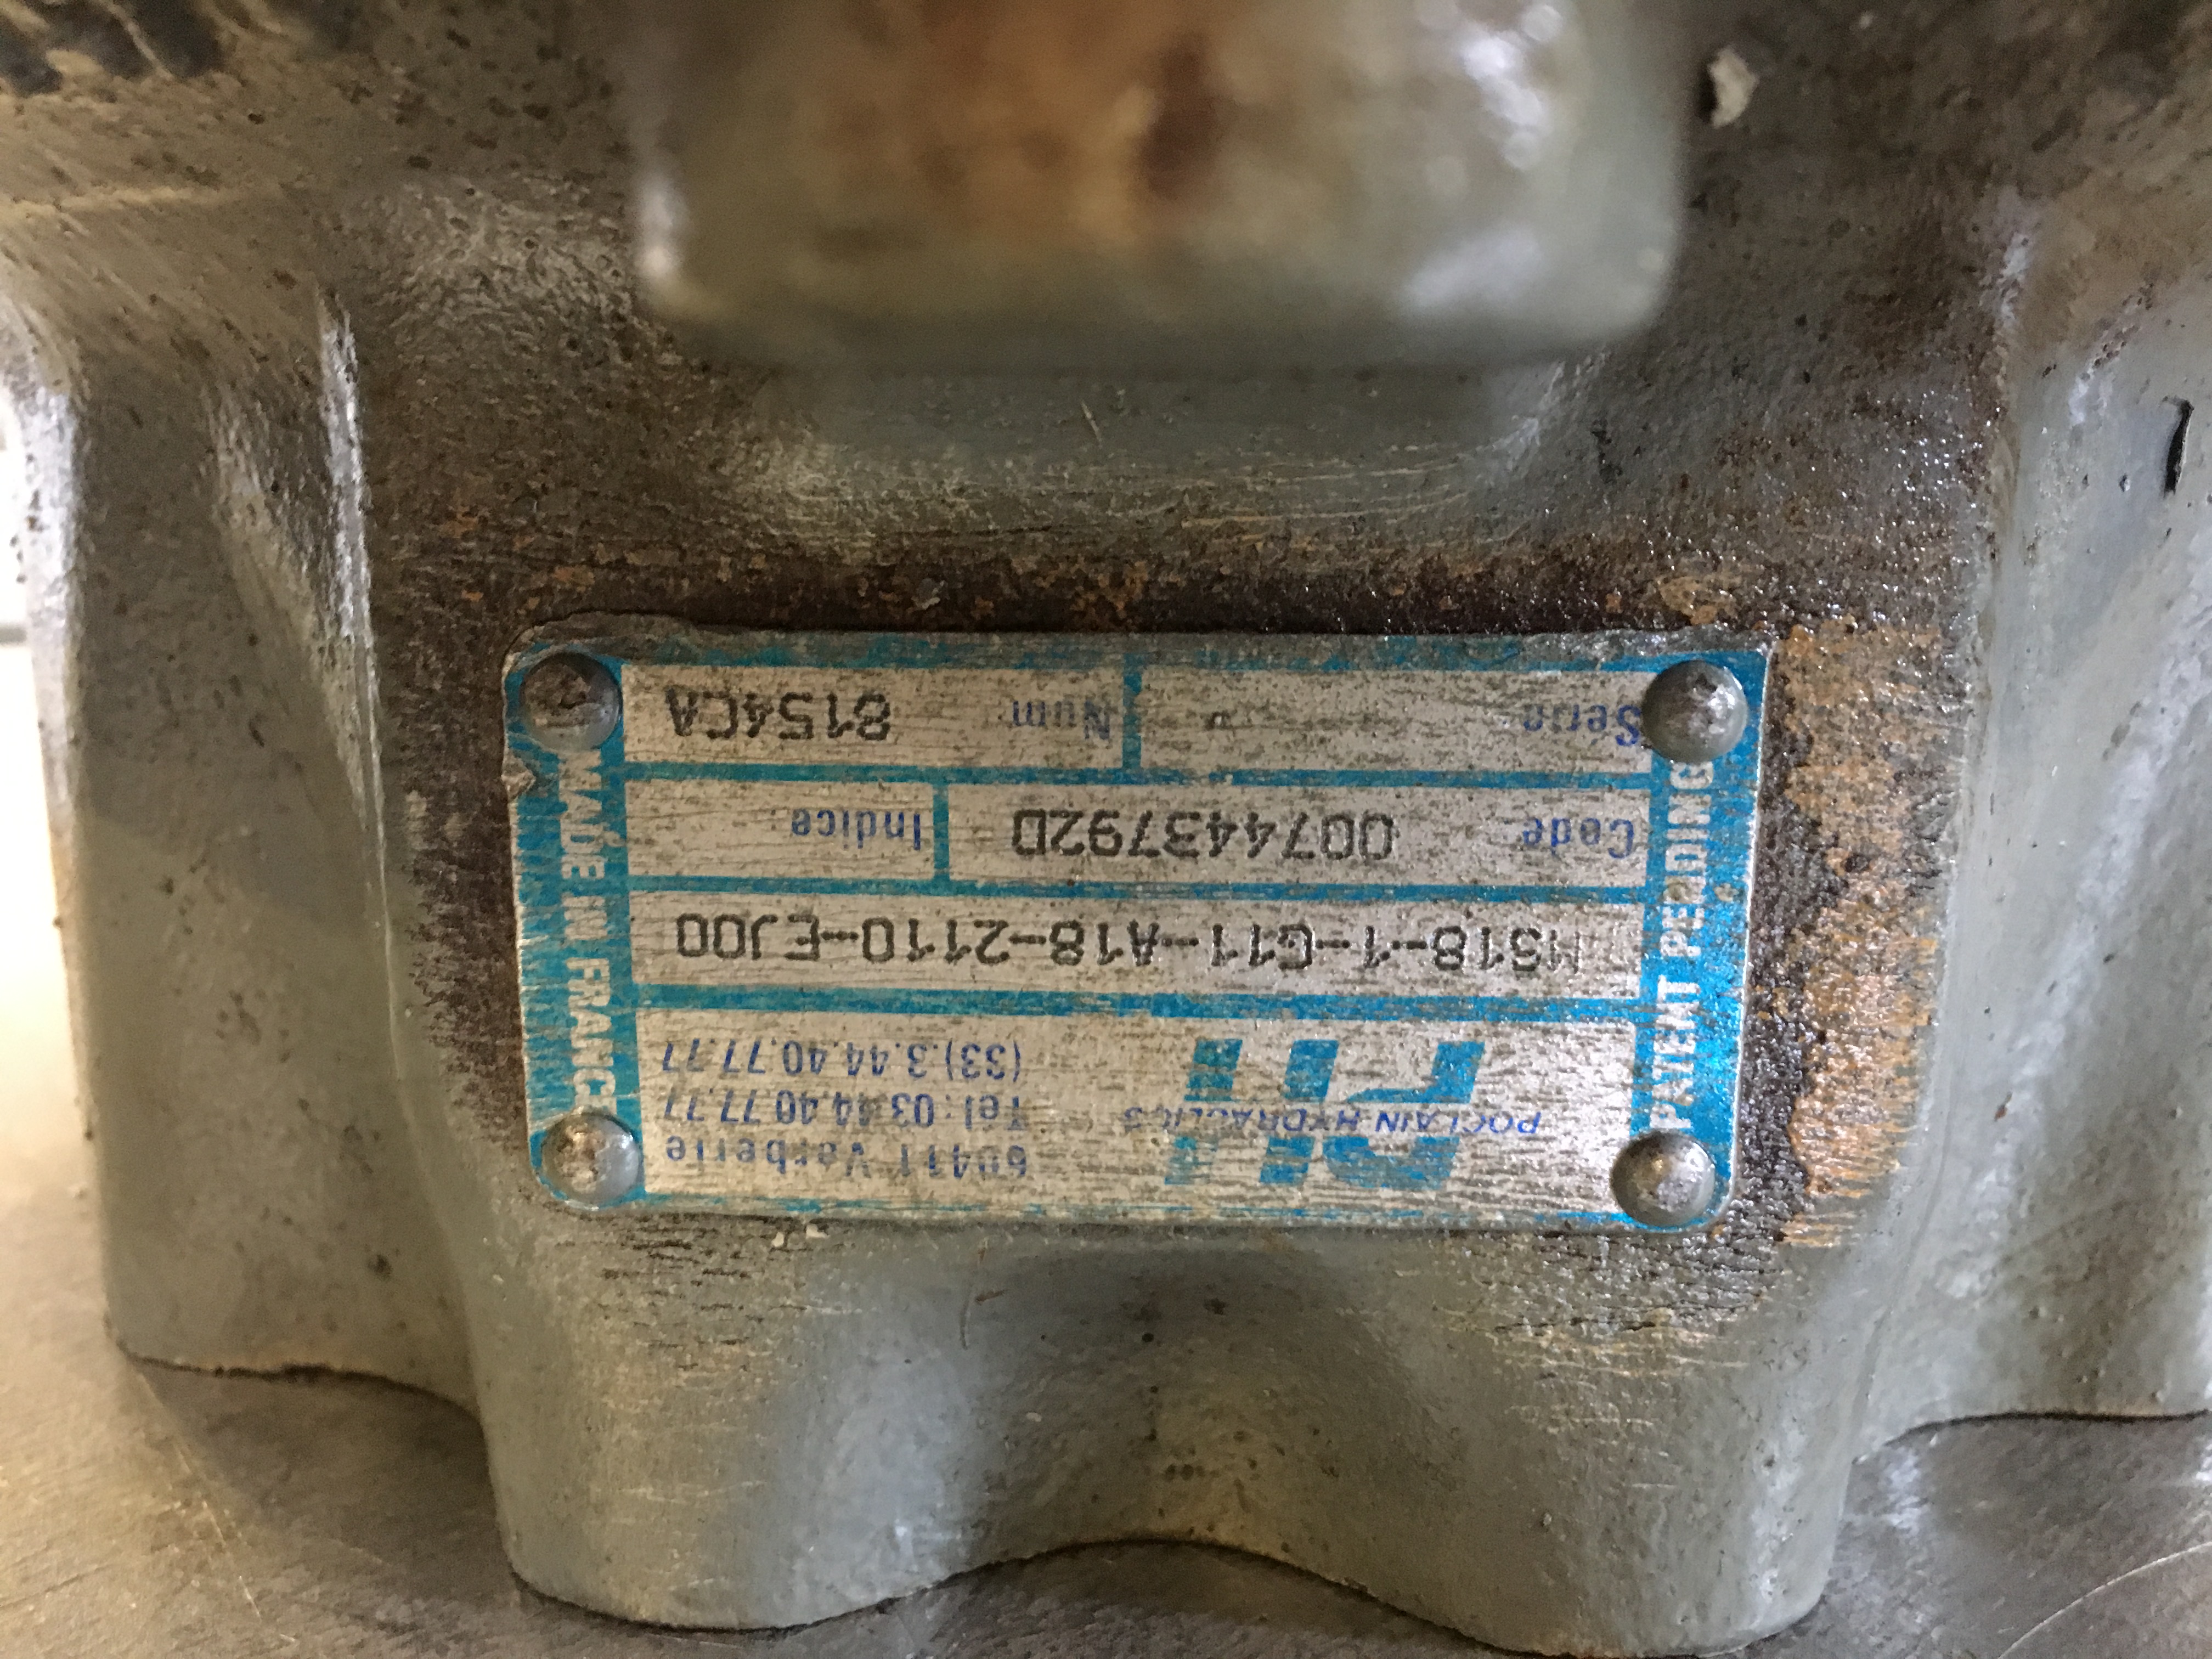 PH
POCLAIN HYDRAULICS
60411 Verberie
Tel: 03.44.40.77.77
(33).3.44.40.77.77
MS18-1-G11-A18-2110-EJ00
Code 007443792D
Indice
Serie
Num 8154CA
PATENT PENDING
MADE IN FRANCE